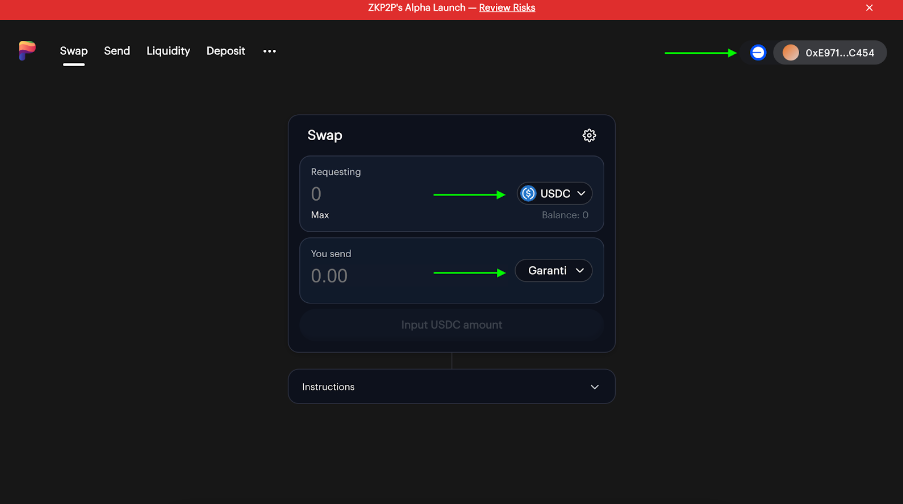 ZKP2P's Alpha Launch — Review Risks
Swap Send Liquidity Deposit
0xE971...C454
Swap
Requesting
0
USDC
Max
Balance: 0
You send
0.00
Garanti
Input USDC amount
Instructions